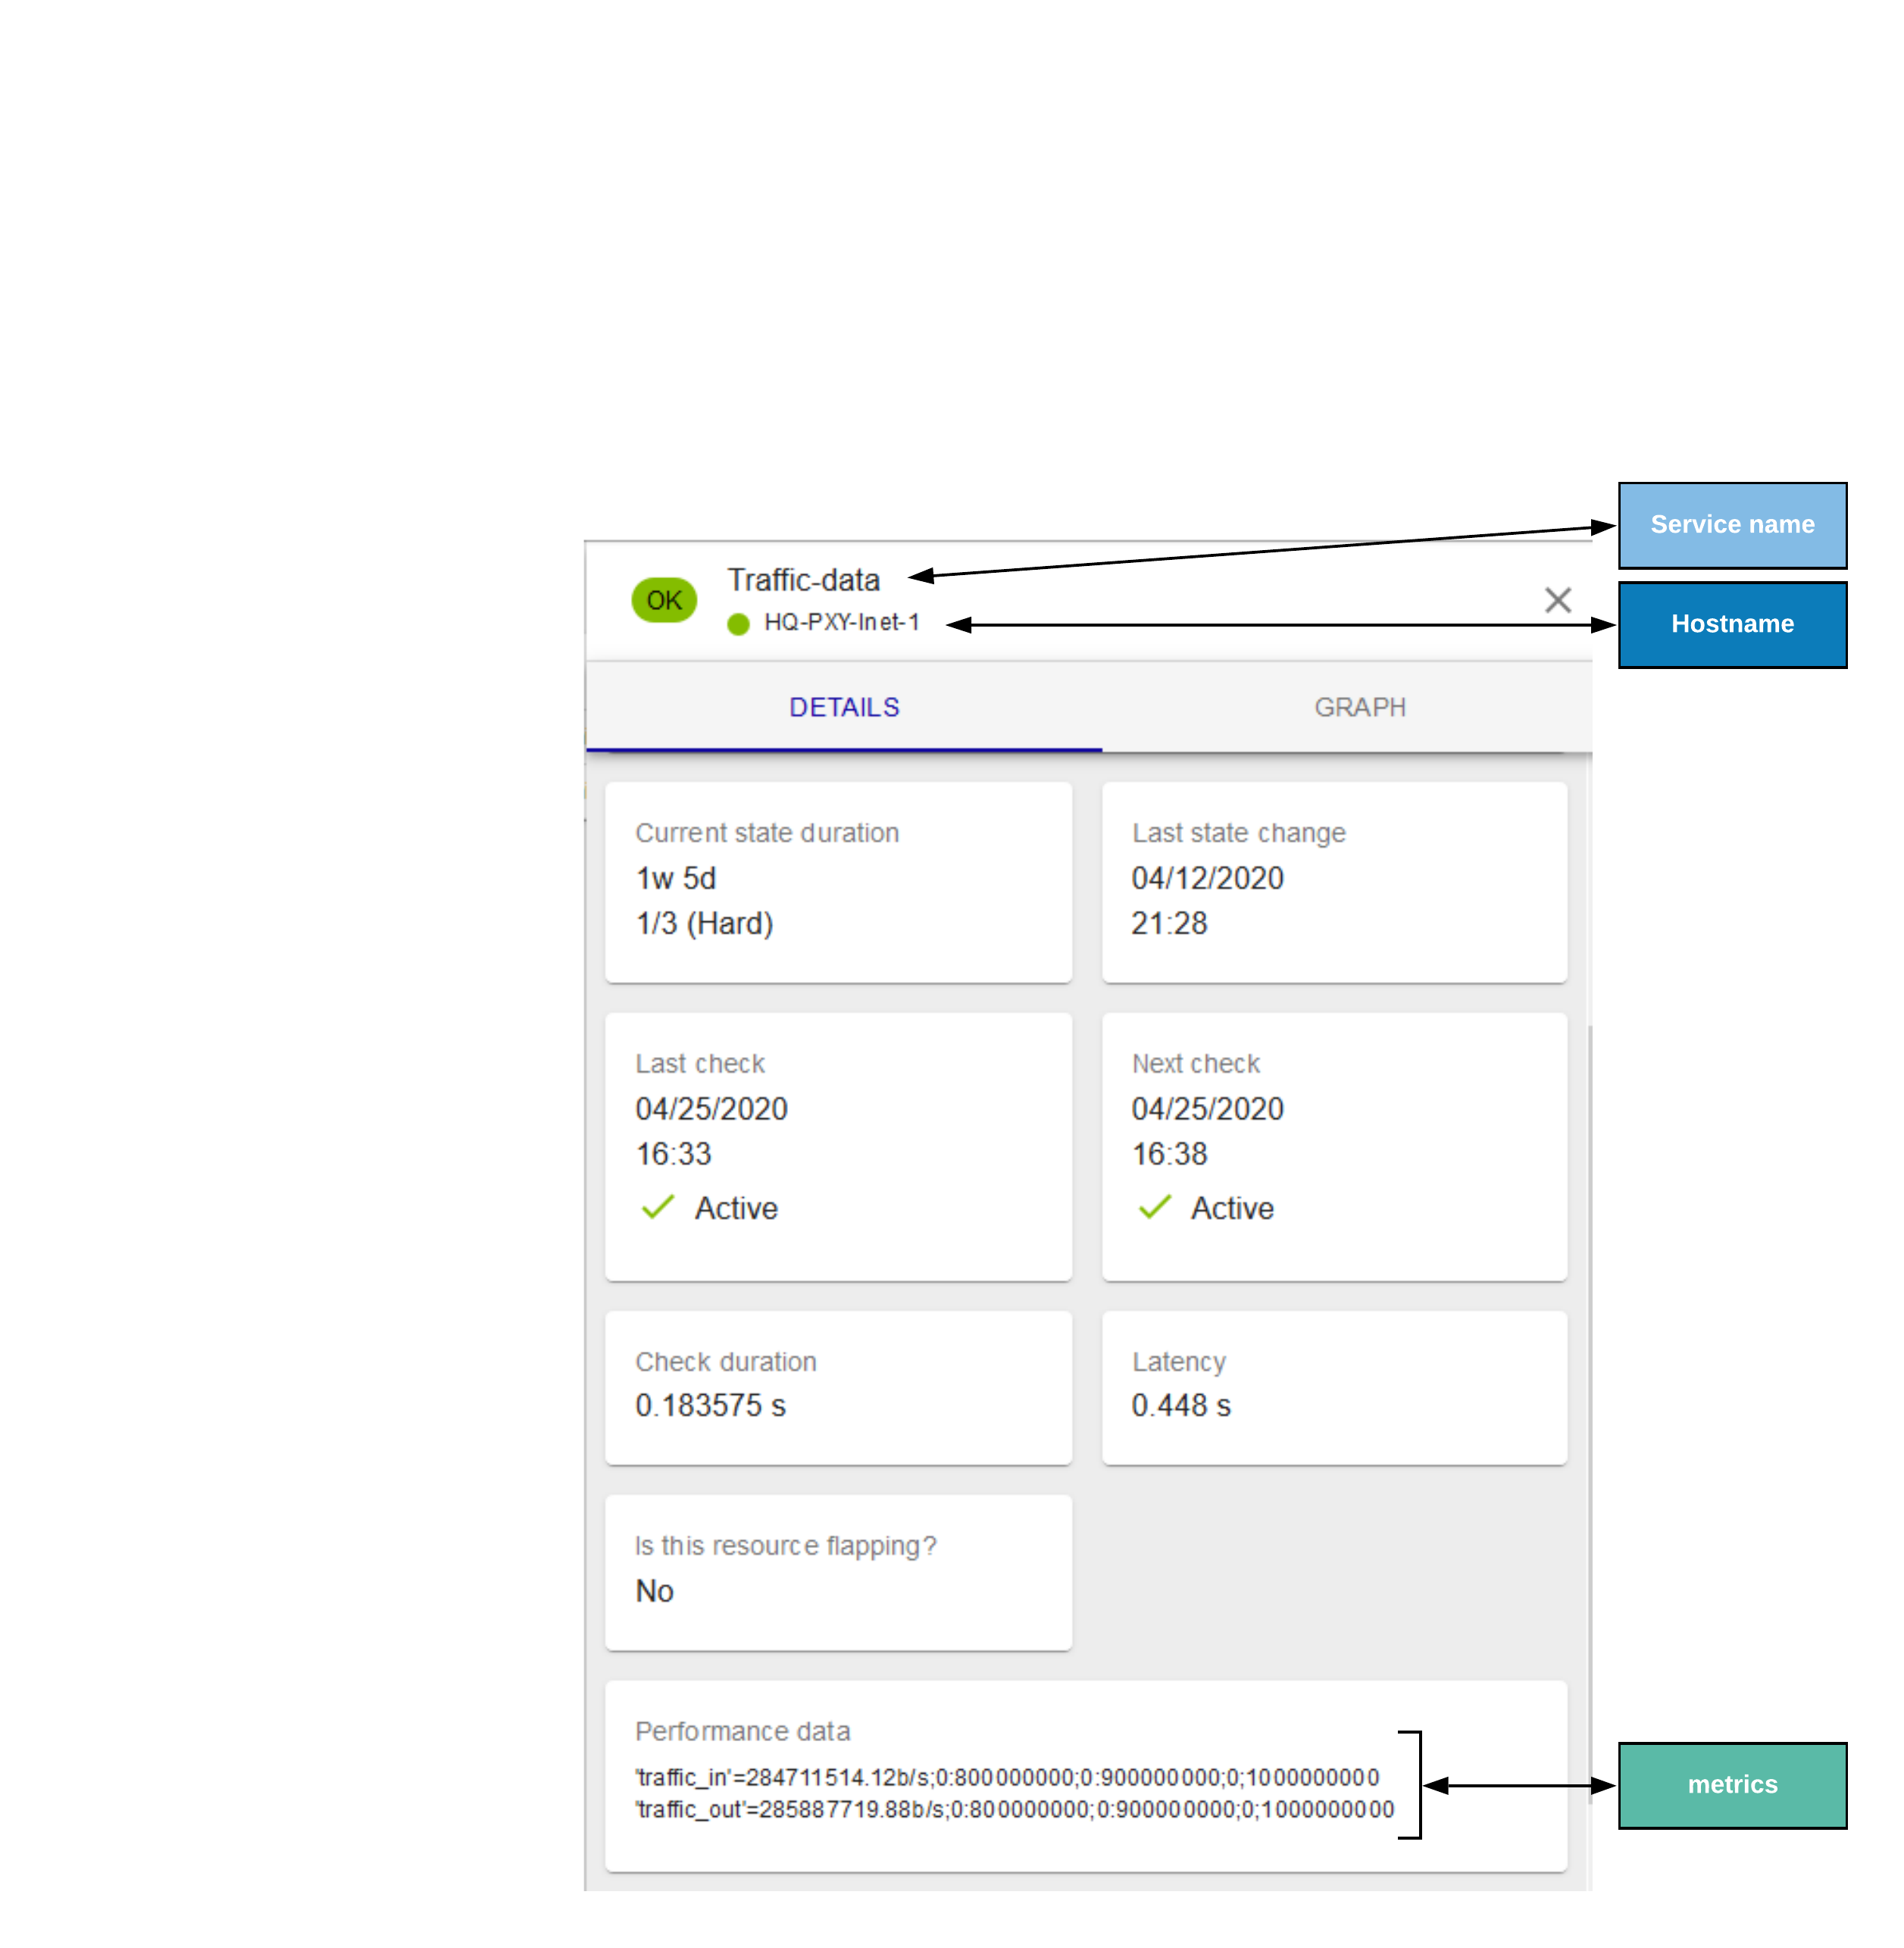 Service name
Traffic-data
OK
HQ-PXY-Inet-1
Hostname
DETAILS
GRAPH
Current state duration
1w 5d
1/3 (Hard)
Last state change
04/12/2020
21:28
Last check
04/25/2020
16:33
Active
Next check
04/25/2020
16:38
Active
Check duration
0.183575 s
Latency
0.448 s
Is this resource flapping?
No
Performance data
'traffic_in'=284711514.12b/s;0:800000000;0:900000000;0;1000000000
'traffic_out'=285887719.88b/s;0:800000000;0:900000000;0;1000000000
metrics